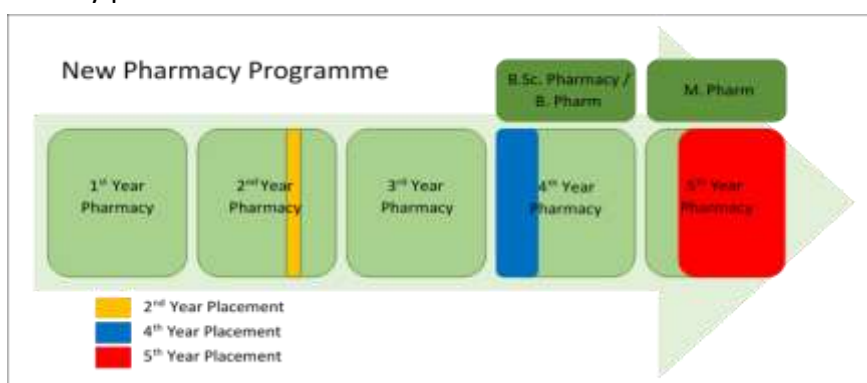 New Pharmacy Programme
B.Sc. Pharmacy /
B. Pharm
M. Pharm
1st Year
Pharmacy
2nd Year
Pharmacy
3rd Year
Pharmacy
4th Year
Pharmacy
5th Year
Pharmacy
2nd Year Placement
4th Year Placement
5th Year Placement